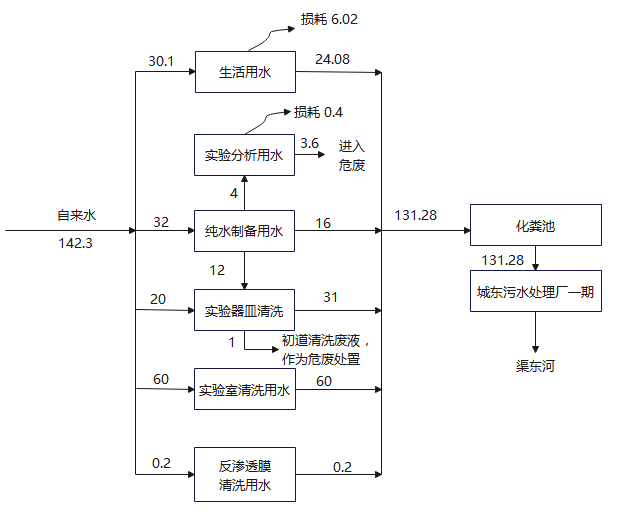 损耗 6.02
30.1
生活用水
24.08
损耗 0.4
实验分析用水
3.6
进入
危废
4
自来水
142.3
32
纯水制备用水
16
131.28
化粪池
12
131.28
20
实验器皿清洗
31
城东污水处理厂一期
1
初道清洗废液，
作为危废处置
渠东河
60
实验室清洗用水
60
0.2
反渗透膜
清洗用水
0.2